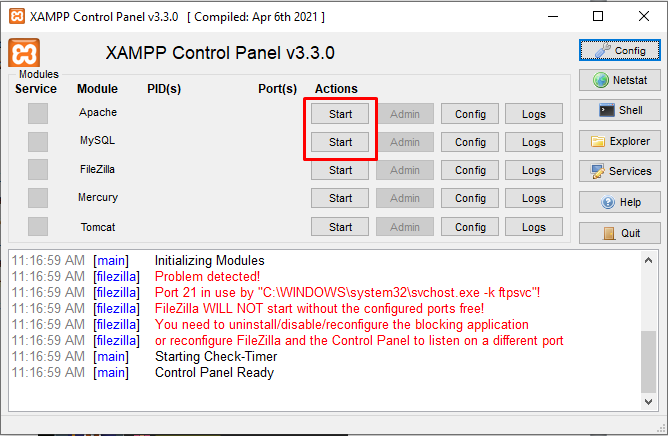 XAMPP Control Panel v3.3.0 [ Compiled: Apr 6th 2021 ]
XAMPP Control Panel v3.3.0
Config
Modules
Service Module PID(s) Port(s) Actions
Netstat
Apache Start Admin Config Logs
Shell
MySQL Start Admin Config Logs
Explorer
FileZilla Start Admin Config Logs
Services
Mercury Start Admin Config Logs
Help
Tomcat Start Admin Config Logs
Quit
11:16:59 AM [main] Initializing Modules
11:16:59 AM [filezilla] Problem detected!
11:16:59 AM [filezilla] Port 21 in use by "C:\WINDOWS\system32\svchost.exe -k ftpsvc"!
11:16:59 AM [filezilla] FileZilla WILL NOT start without the configured ports free!
11:16:59 AM [filezilla] You need to uninstall/disable/reconfigure the blocking application
11:16:59 AM [filezilla] or reconfigure FileZilla and the Control Panel to listen on a different port
11:16:59 AM [main] Starting Check-Timer
11:16:59 AM [main] Control Panel Ready